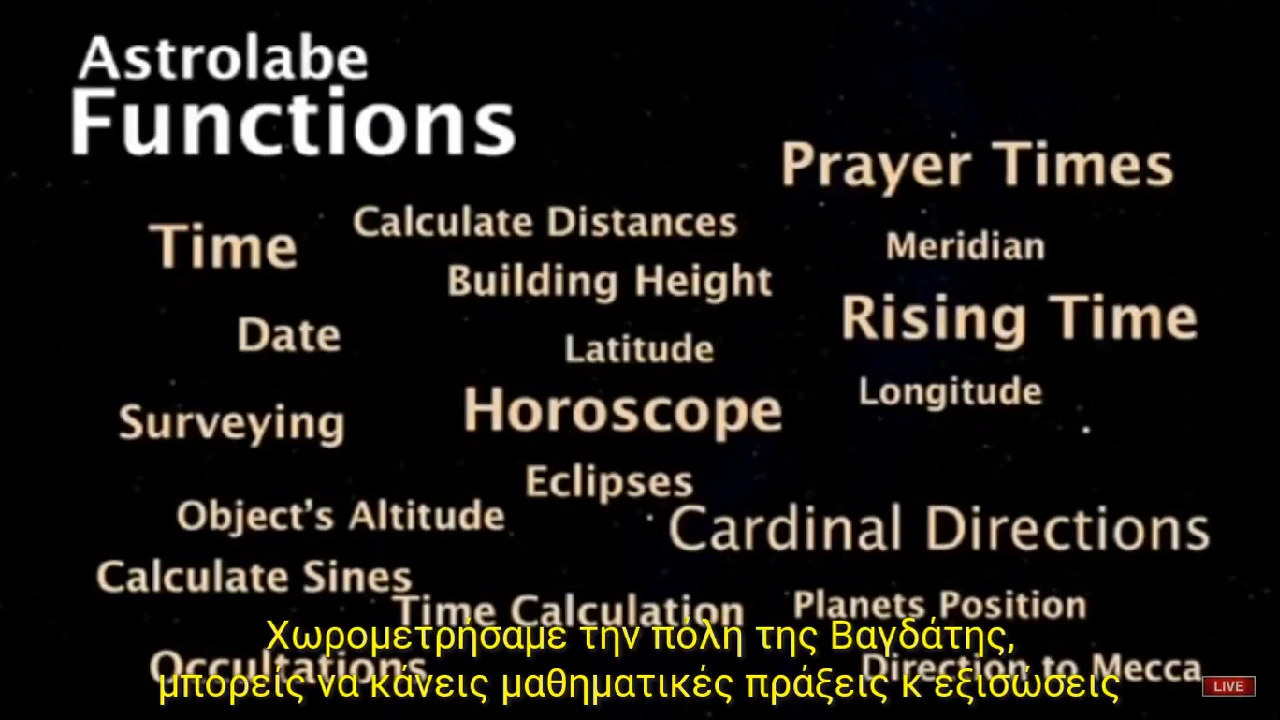 Astrolabe
Functions
Prayer Times
Time
Calculate Distances
Meridian
Building Height
Rising Time
Date
Latitude
Longitude
Surveying
Horoscope
Eclipses
Object's Altitude
Cardinal Directions
Calculate Sines
Time Calculation
Planets Position
Χωρομετρήσαμε την πόλη της Βαγδάτης,
Occultations
Direction to Mecca
μπορείς να κάνεις μαθηματικές πράξεις κ εξισώσεις
LIVE